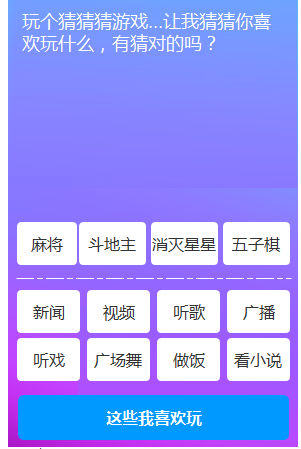 玩个猜猜猜游戏...让我猜猜你喜
欢玩什么，有猜对的吗？
麻将 斗地主 消灭星星 五子棋
新闻 视频 听歌 广播
听戏 广场舞 做饭 看小说
这些我喜欢玩